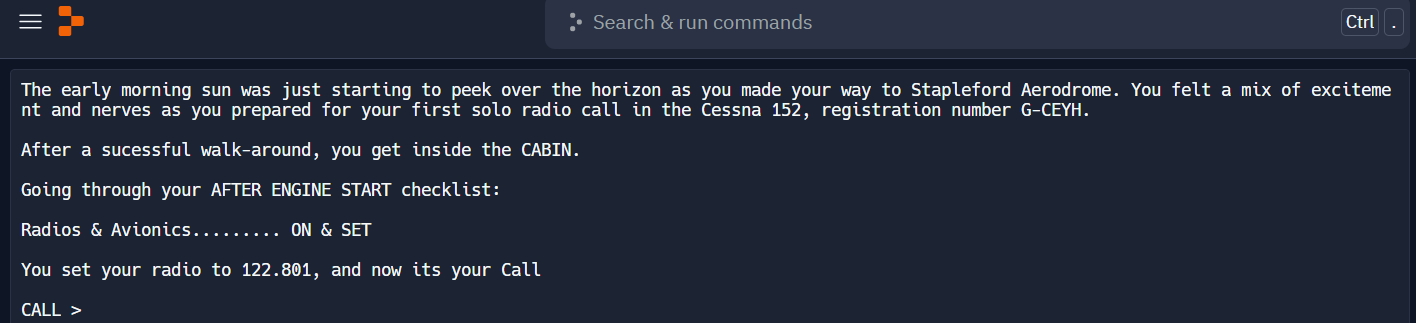 Search & run commands
Ctrl .
The early morning sun was just starting to peek over the horizon as you made your way to Stapleford Aerodrome. You felt a mix of exciteme
nt and nerves as you prepared for your first solo radio call in the Cessna 152, registration number G-CEYH.
After a sucessful walk-around, you get inside the CABIN.
Going through your AFTER ENGINE START checklist:
Radios & Avionics......... ON & SET
You set your radio to 122.801, and now its your Call
CALL >